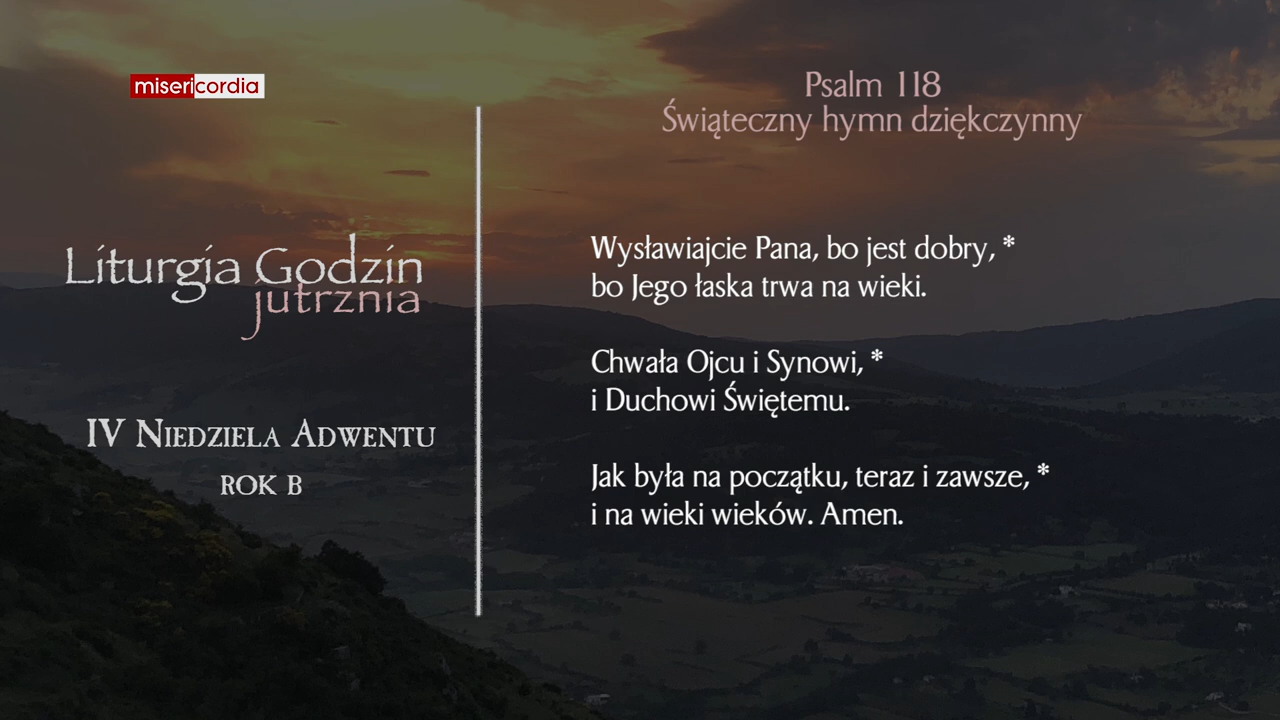 misericordia
Liturgia Godzin
jutrznia
IV Niedziela Adwentu
rok B
Psalm 118
Świąteczny hymn dziękczynny
Wysławiajcie Pana, bo jest dobry, *
bo Jego łaska trwa na wieki.
Chwała Ojcu i Synowi, *
i Duchowi Świętemu.
Jak była na początku, teraz i zawsze, *
i na wieki wieków. Amen.